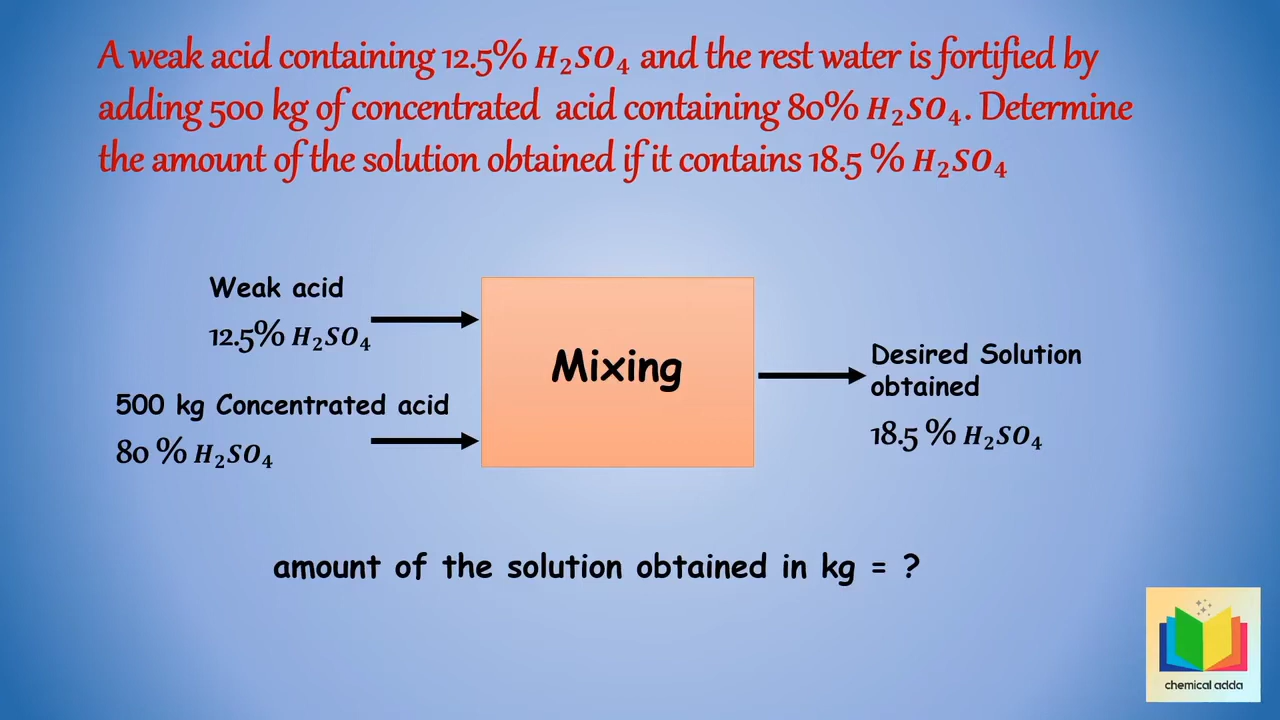 A weak acid containing 12.5% H₂SO₄ and the rest water is fortified by
adding 500 kg of concentrated acid containing 80% H₂SO₄. Determine
the amount of the solution obtained if it contains 18.5 % H₂SO₄
Weak acid
12.5% H₂SO₄
500 kg Concentrated acid
80 % H₂SO₄
Mixing
Desired Solution
obtained
18.5 % H₂SO₄
amount of the solution obtained in kg = ?
chemical adda